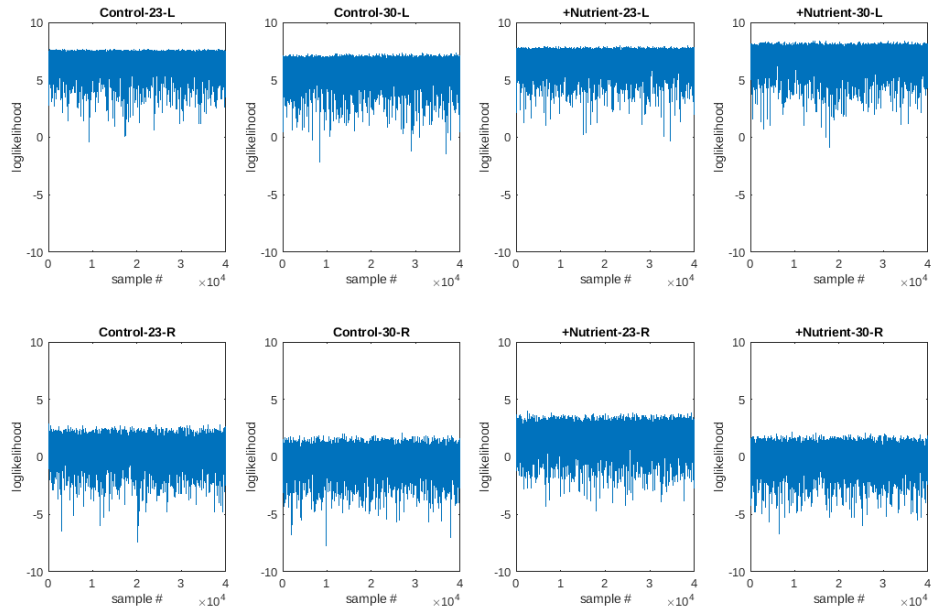 Control-23-L
Control-30-L
+Nutrient-23-L
+Nutrient-30-L
10
5
0
-5
-10
loglikelihood
0 1 2 3 4
sample #
×10^4
10
5
0
-5
-10
loglikelihood
0 1 2 3 4
sample #
×10^4
10
5
0
-5
-10
loglikelihood
0 1 2 3 4
sample #
×10^4
10
5
0
-5
-10
loglikelihood
0 1 2 3 4
sample #
×10^4
Control-23-R
Control-30-R
+Nutrient-23-R
+Nutrient-30-R
10
5
0
-5
-10
loglikelihood
0 1 2 3 4
sample #
×10^4
10
5
0
-5
-10
loglikelihood
0 1 2 3 4
sample #
×10^4
10
5
0
-5
-10
loglikelihood
0 1 2 3 4
sample #
×10^4
10
5
0
-5
-10
loglikelihood
0 1 2 3 4
sample #
×10^4